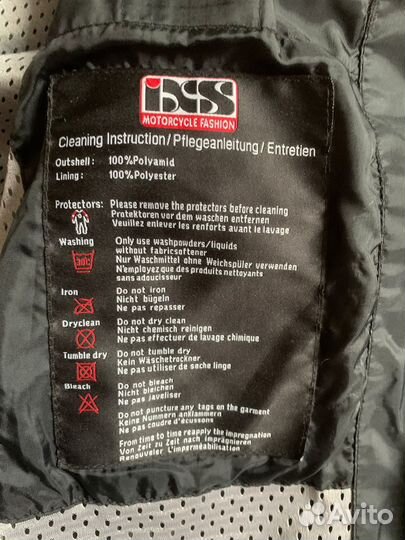 ixs
MOTORCYCLE FASHION
Cleaning Instruction/Pflegeanleitung/Entretien
Outshell : 100%Polyamid
Lining : 100%Polyester
Protectors: Please remove the protectors before cleaning
Protektoren vor dem waschen entfernen
Veuillez enlever les renforts avant le lavage
Washing Only use washpowders/liquids
without fabricsoftener
30°c Nur Waschmittel ohne Weichspüler verwenden
N'employez que des produits nettoyants
sans adoucisseur
Iron Do not iron
Nicht bügeln
Ne pas repasser
Dryclean Do not dry clean
Nicht chemisch reinigen
Ne pas effectuer de lavage chimique
Tumble dry Do not tumble dry
Kein Wäschetrockner
Ne pas utiliser de seche linge
Bleach Do not bleach
Nicht bleichen
Ne pas javeliser
Do not puncture any tags on the garment
Keine Nummern anklammern
Ne pas coudre d'écussons
From time to time reapply the impregnation
Von Zeit zu Zeit nach imprägnieren
Renouveler l'imperméabilisation
Avito